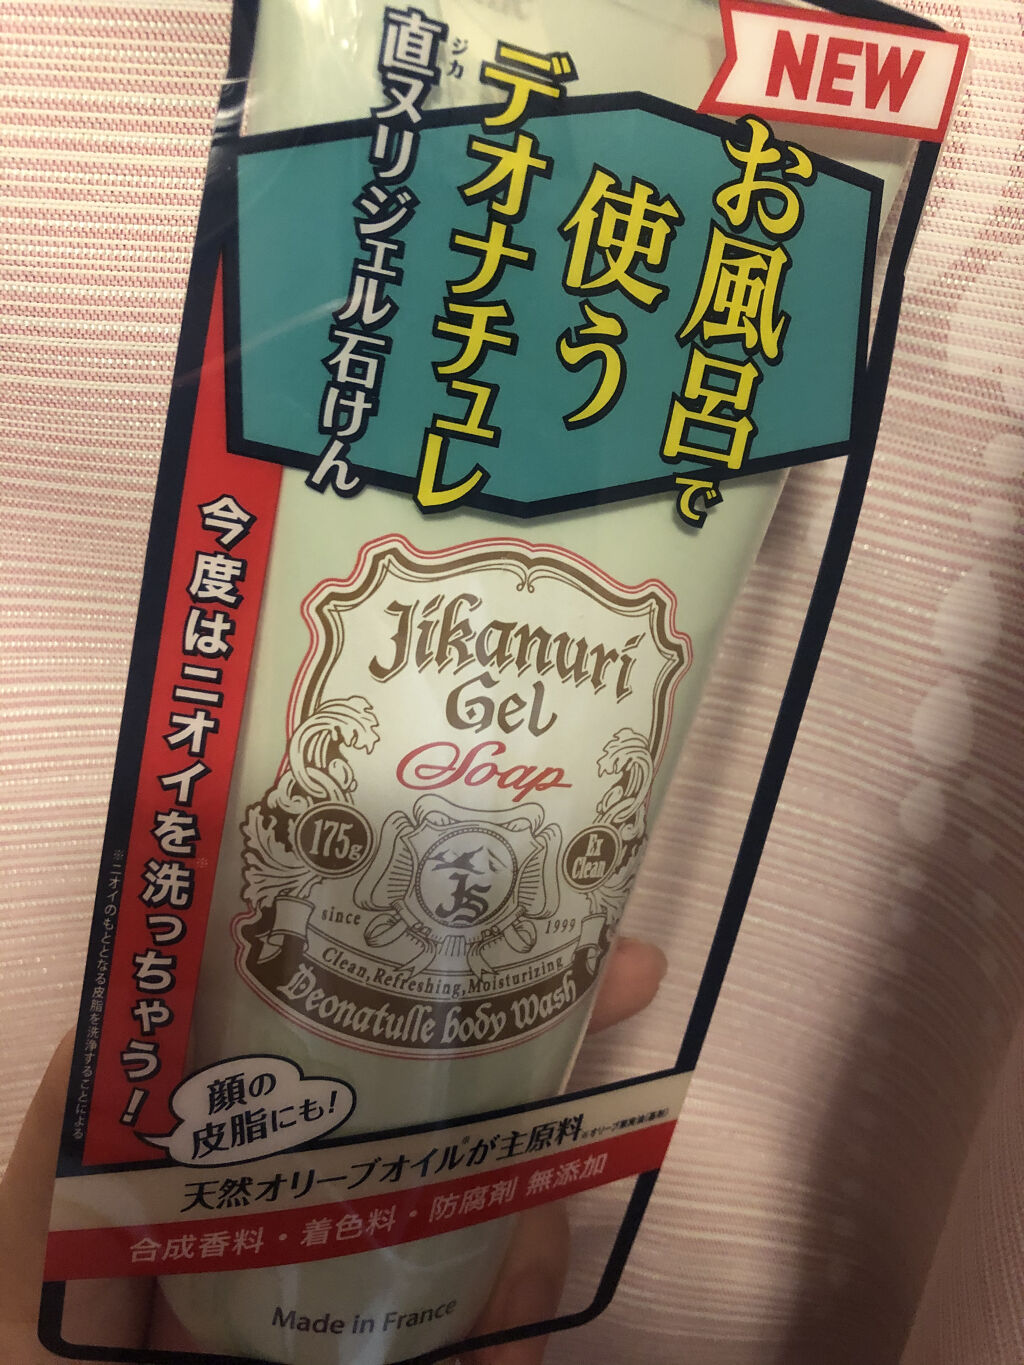 NEW
お風呂で
使う
デオナチュレ
直ヌリジェル石けん
ジカ
今度はニオイを洗っちゃう!
※
※ニオイのもととなる皮脂を洗浄することによる
Jikanuri
Gel
Soap
175g
Ex
Clean
JS
since
1999
Clean, Refreshing, Moisturizing
Deonatulle body wash
顔の
皮脂にも!
天然オリーブオイル※が主原料※オリーブ果実油(基剤)
合成香料・着色料・防腐剤 無添加
Made in France